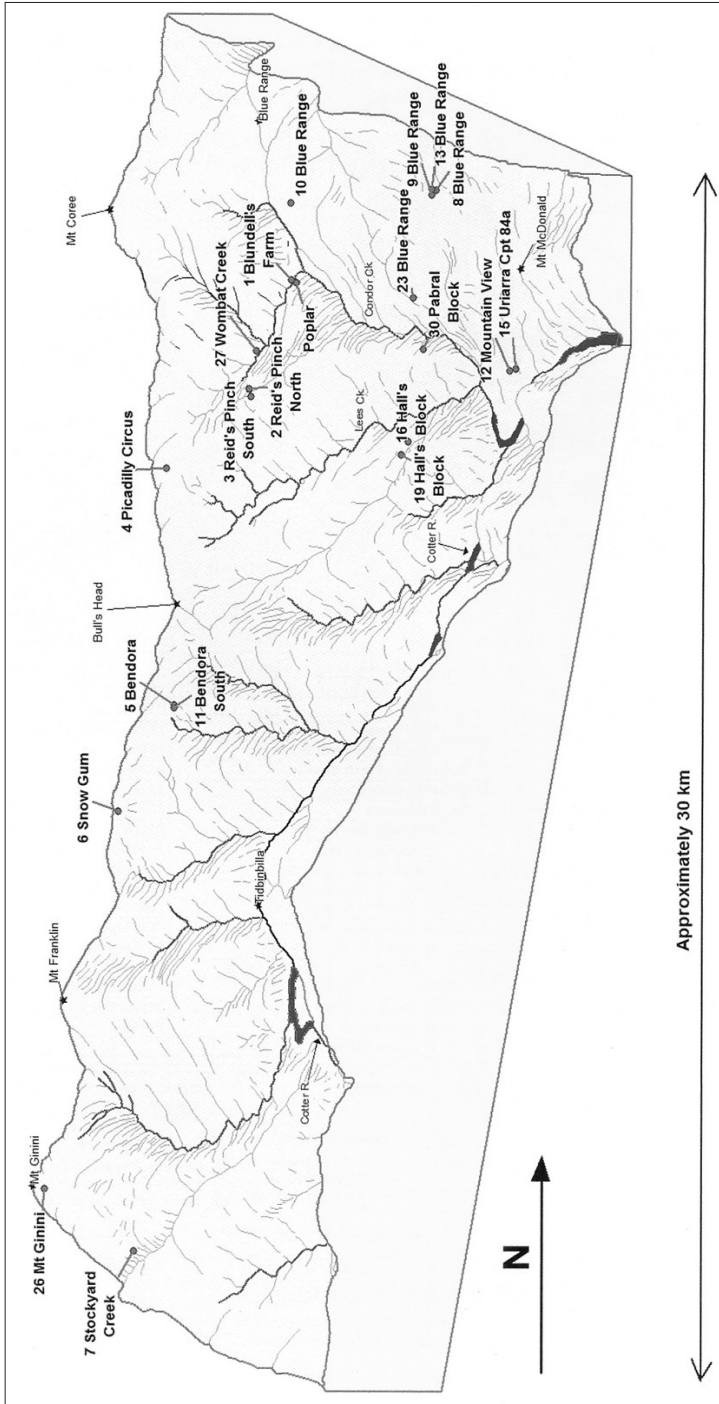 Mt Ginini
26 Mt Ginini
7 Stockyard
Creek
Mt Franklin
Cotter R.
Tidbinbilla
6 Snow Gum
5 Bendora
11 Bendora
South
Bull's Head
Cotter R.
4 Picadilly Circus
3 Reid's Pinch
South
2 Reid's Pinch
North
27 Wombat Creek
1 Blundell's
Farm
Poplar
Mt Coree
Blue Range
10 Blue Range
Lees Ck.
Condor Ck.
19 Hall's
Block
16 Hall's
Block
23 Blue Range
30 Pabral
Block
9 Blue Range
13 Blue Range
8 Blue Range
12 Mountain View
15 Uriarra Cpt 84a
Mt McDonald
N
Approximately 30 km